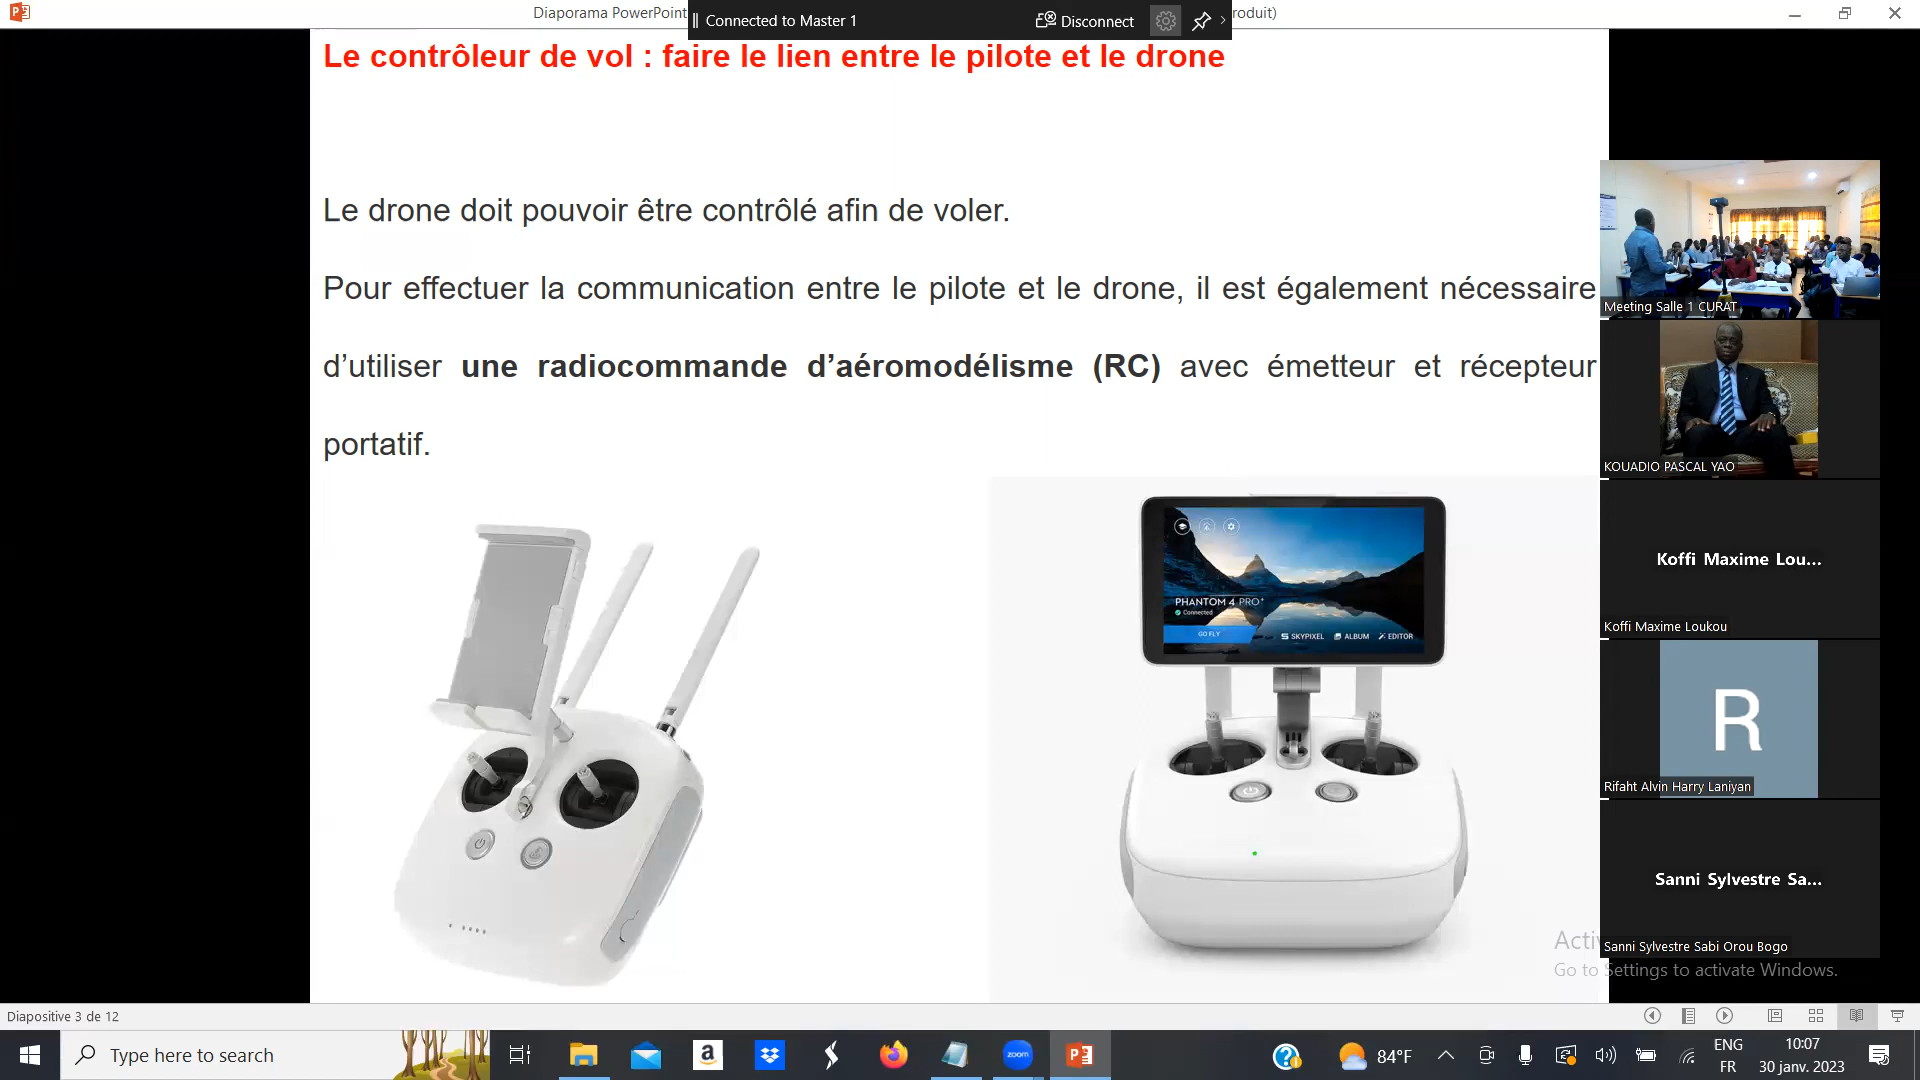 Diaporama PowerPoint
Connected to Master 1
Disconnect
roduit)
Le contrôleur de vol : faire le lien entre le pilote et le drone
Le drone doit pouvoir être contrôlé afin de voler.
Pour effectuer la communication entre le pilote et le drone, il est également nécessaire
d’utiliser une radiocommande d’aéromodélisme (RC) avec émetteur et récepteur
portatif.
PHANTOM 4 PRO+
Connected
GO FLY
SKYPIXEL
ALBUM
EDITOR
Meeting Salle 1 CURAT
KOUADIO PASCAL YAO
Koffi Maxime Lou...
Koffi Maxime Loukou
R
Rifaht Alvin Harry Laniyan
Sanni Sylvestre Sa...
Sanni Sylvestre Sabi Orou Bogo
Acti
Go to Settings to activate Windows.
Diapositive 3 de 12
Type here to search
a
zoom
84°F
ENG
FR
10:07
30 janv. 2023